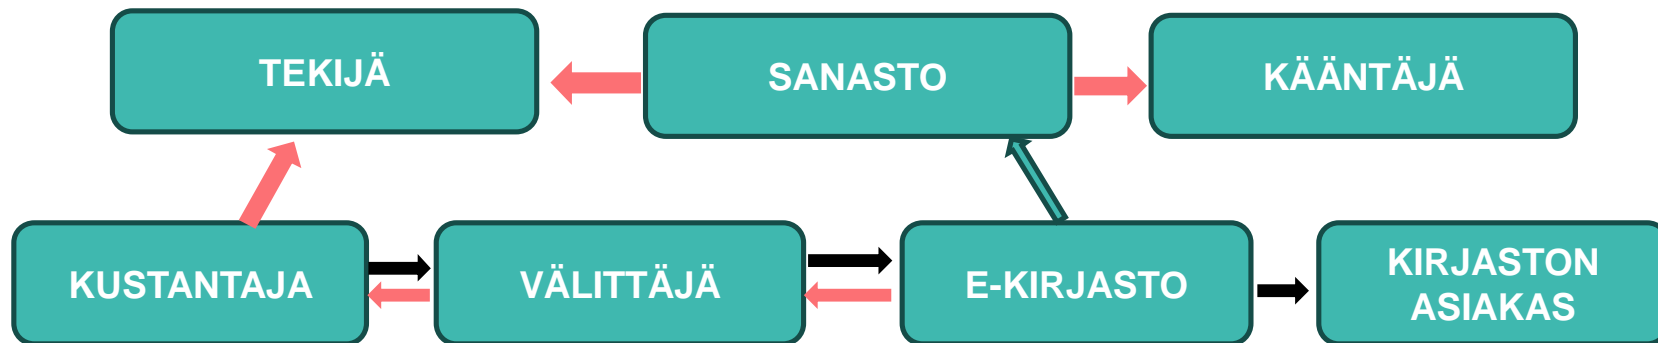 TEKIJÄ
SANASTO
KÄÄNTÄJÄ
KUSTANTAJA
VÄLITTÄJÄ
E-KIRJASTO
KIRJASTON
ASIAKAS